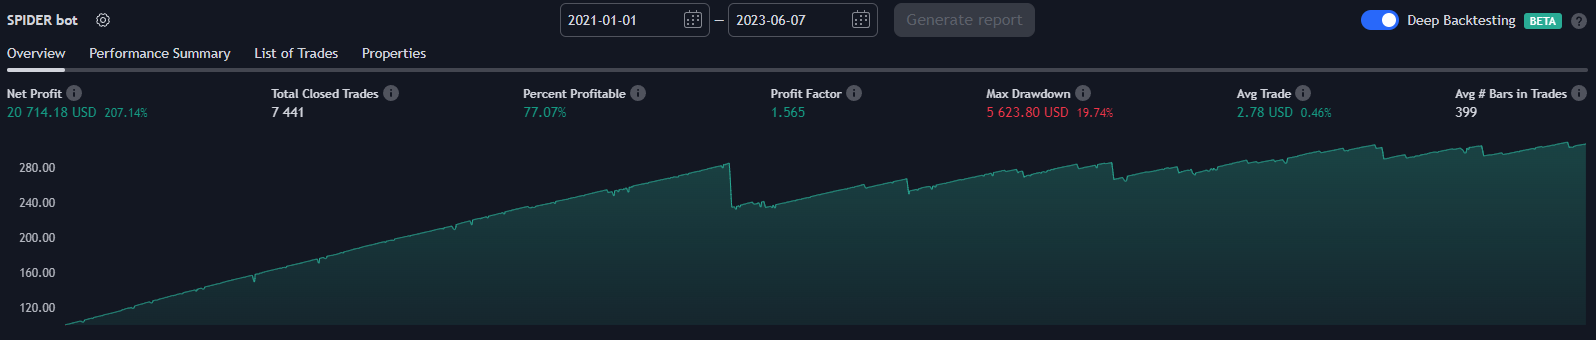 SPIDER bot 2021-01-01 — 2023-06-07 Generate report Deep Backtesting BETA ?
Overview Performance Summary List of Trades Properties
Net Profit i Total Closed Trades i Percent Profitable i Profit Factor i Max Drawdown i Avg Trade i Avg # Bars in Trades i
20 714.18 USD 207.14% 7 441 77.07% 1.565 5 623.80 USD 19.74% 2.78 USD 0.46% 399
280.00
240.00
200.00
160.00
120.00